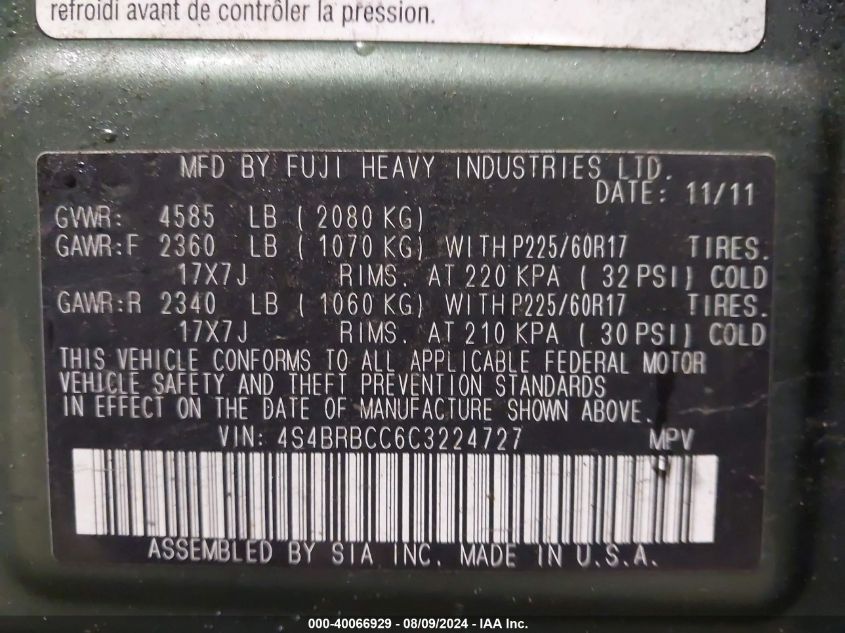 refroidi avant de contrôler la pression.
MFD BY FUJI HEAVY INDUSTRIES LTD.
DATE: 11/11
GVWR: 4585 LB ( 2080 KG)
GAWR:F 2360 LB ( 1070 KG) WITH P225/60R17 TIRES.
17X7J RIMS. AT 220 KPA ( 32 PSI) COLD
GAWR:R 2340 LB ( 1060 KG) WITH P225/60R17 TIRES.
17X7J RIMS. AT 210 KPA ( 30 PSI) COLD
THIS VEHICLE CONFORMS TO ALL APPLICABLE FEDERAL MOTOR
VEHICLE SAFETY AND THEFT PREVENTION STANDARDS
IN EFFECT ON THE DATE OF MANUFACTURE SHOWN ABOVE.
VIN: 4S4BRBCC6C3224727 MPV
ASSEMBLED BY SIA INC. MADE IN U.S.A.
000-40066929 - 08/09/2024 - IAA Inc.